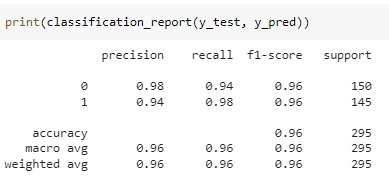 print(classification_report(y_test, y_pred))
precision recall f1-score support
0 0.98 0.94 0.96 150
1 0.94 0.98 0.96 145
accuracy 0.96 295
macro avg 0.96 0.96 0.96 295
weighted avg 0.96 0.96 0.96 295